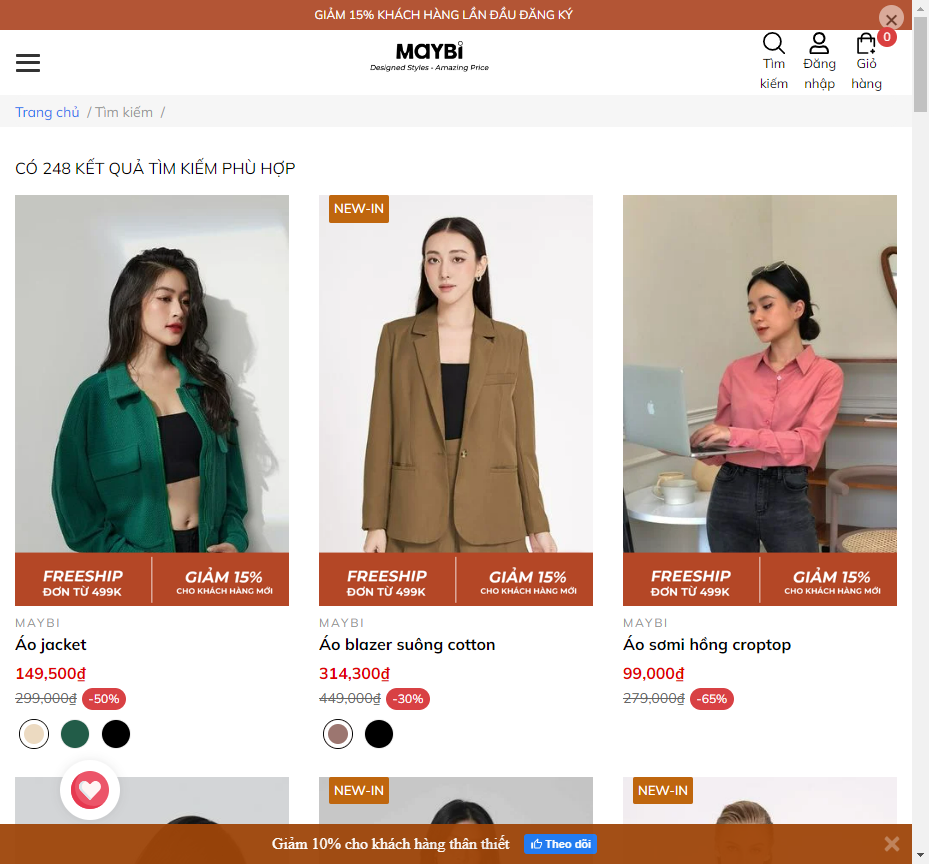 GIẢM 15% KHÁCH HÀNG LẦN ĐẦU ĐĂNG KÝ
MAYBI
Designed Styles - Amazing Price
Tìm kiếm
Đăng nhập
0
Giỏ hàng
Trang chủ / Tìm kiếm /
CÓ 248 KẾT QUẢ TÌM KIẾM PHÙ HỢP
NEW-IN
FREESHIP
ĐƠN TỪ 499K
GIẢM 15%
CHO KHÁCH HÀNG MỚI
FREESHIP
ĐƠN TỪ 499K
GIẢM 15%
CHO KHÁCH HÀNG MỚI
FREESHIP
ĐƠN TỪ 499K
GIẢM 15%
CHO KHÁCH HÀNG MỚI
MAYBI
Áo jacket
149,500₫
299,000₫ -50%
MAYBI
Áo blazer suông cotton
314,300₫
449,000₫ -30%
MAYBI
Áo sơmi hồng croptop
99,000₫
279,000₫ -65%
NEW-IN
NEW-IN
Giảm 10% cho khách hàng thân thiết
Theo dõi